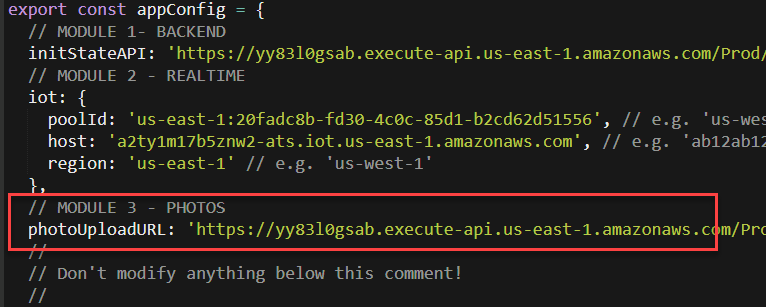 export const appConfig = {
// MODULE 1- BACKEND
initStateAPI: 'https://yy83l0gsab.execute-api.us-east-1.amazonaws.com/Prod/
// MODULE 2 - REALTIME
iot: {
poolId: 'us-east-1:20fadc8b-fd30-4c0c-85d1-b2cd62d51556', // e.g. 'us-wes
host: 'a2ty1m17b5znw2-ats.iot.us-east-1.amazonaws.com', // e.g. 'ab12ab12
region: 'us-east-1' // e.g. 'us-west-1'
},
// MODULE 3 - PHOTOS
photoUploadURL: 'https://yy83l0gsab.execute-api.us-east-1.amazonaws.com/Pro
//
// Don't modify anything below this comment!
//